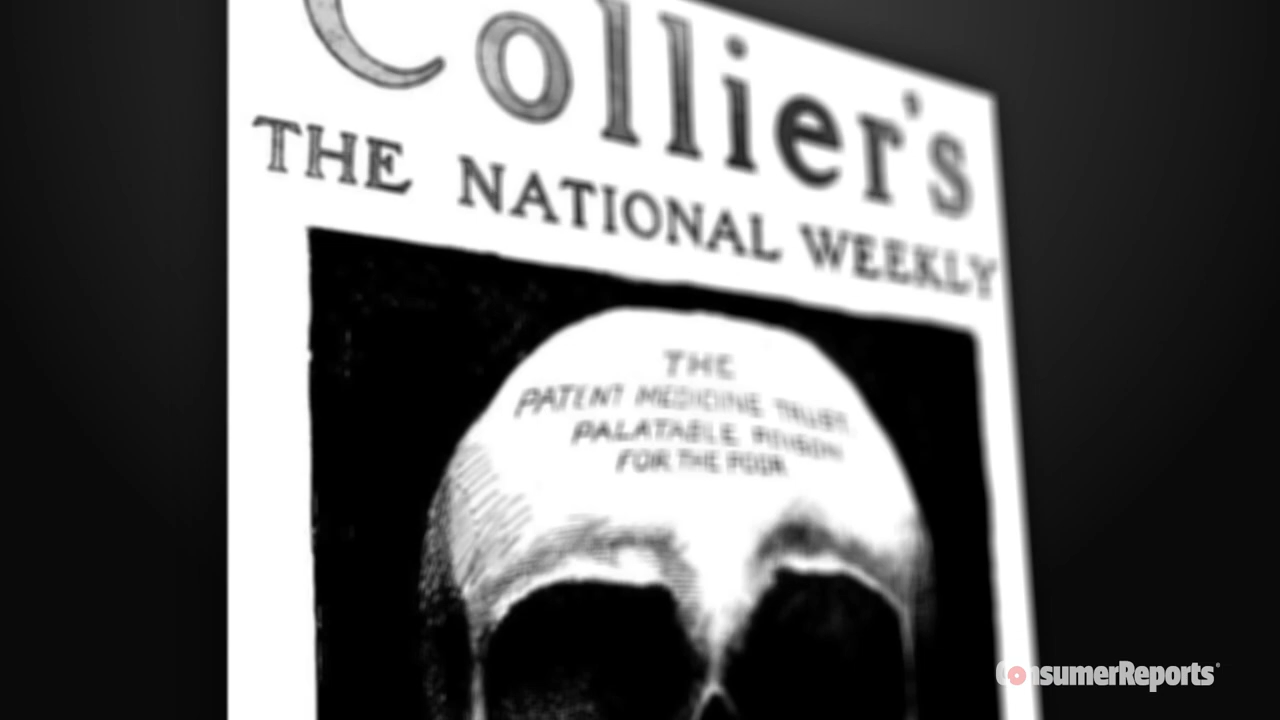 Collier's
THE NATIONAL WEEKLY
THE
PATENT MEDICINE TRUST
PALATABLE POISON
FOR THE POOR
ConsumerReports